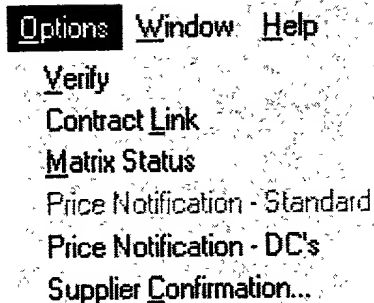 Options Window Help
Verify
Contract Link
Matrix Status
Price Notification - Standard
Price Notification - DC's
Supplier Confirmation...